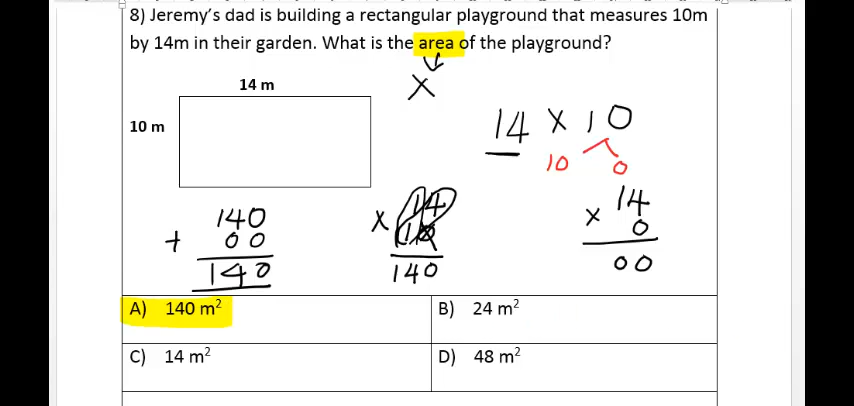 8) Jeremy's dad is building a rectangular playground that measures 10m
by 14m in their garden. What is the area of the playground?
14 m
X
10 m
14 X 10
10 0
140
+ 00
140
X 14
10
140
X 14
0
00
A) 140 m²
B) 24 m²
C) 14 m²
D) 48 m²